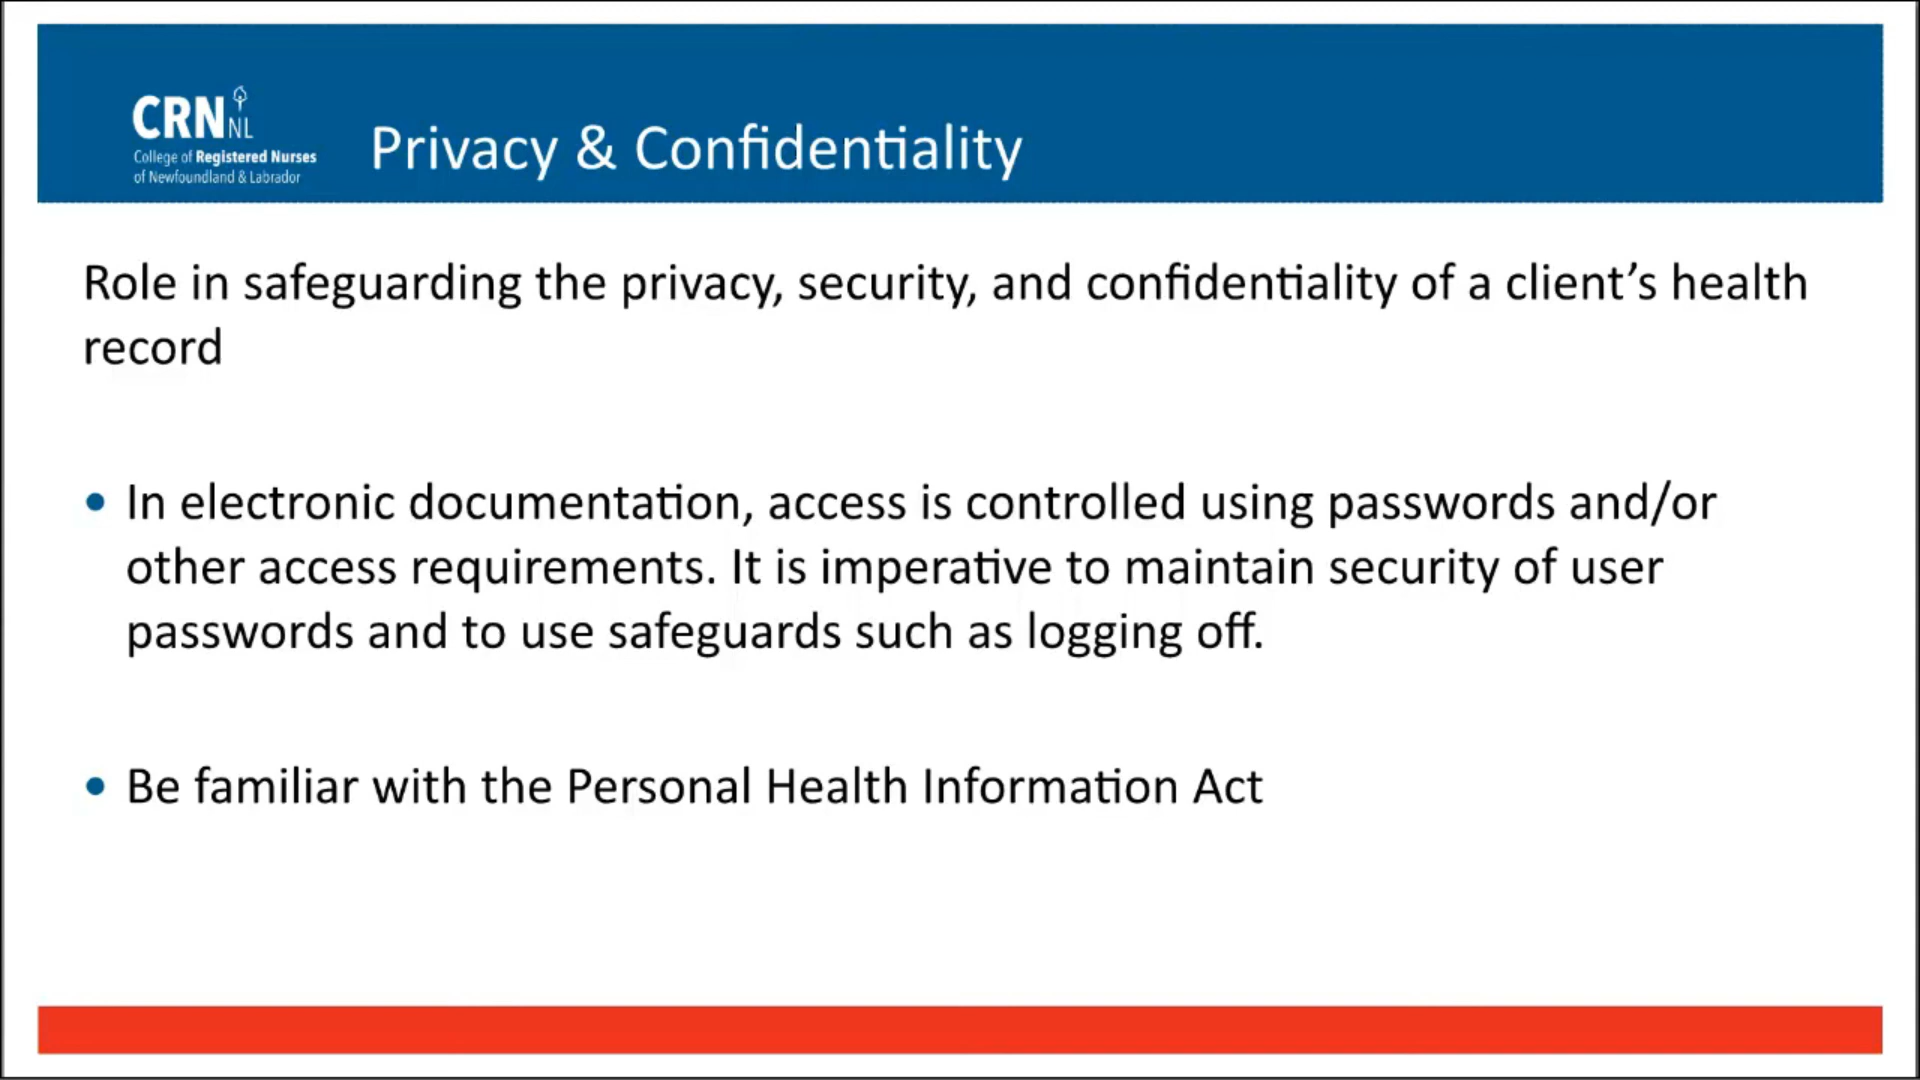 CRNNL
College of Registered Nurses
of Newfoundland & Labrador
Privacy & Confidentiality
Role in safeguarding the privacy, security, and confidentiality of a client’s health
record
• In electronic documentation, access is controlled using passwords and/or
other access requirements. It is imperative to maintain security of user
passwords and to use safeguards such as logging off.
• Be familiar with the Personal Health Information Act